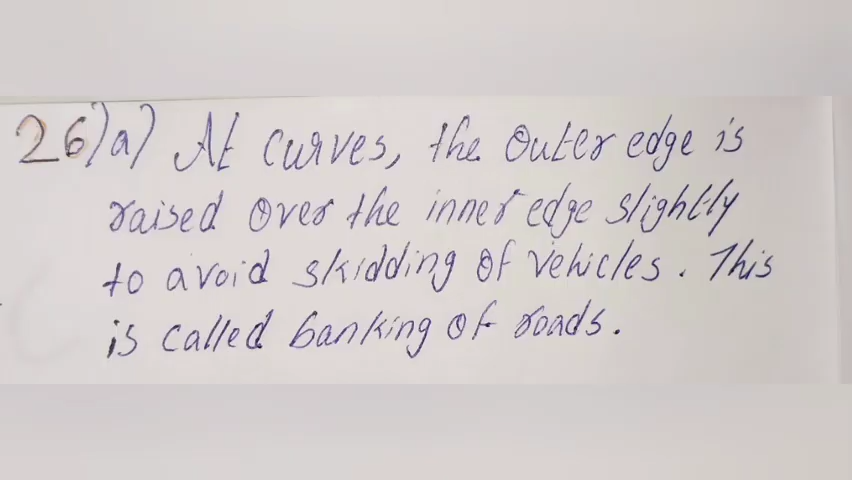 26)a) At curves, the outer edge is
raised over the inner edge slightly
to avoid skidding of vehicles. This
is called banking of roads.